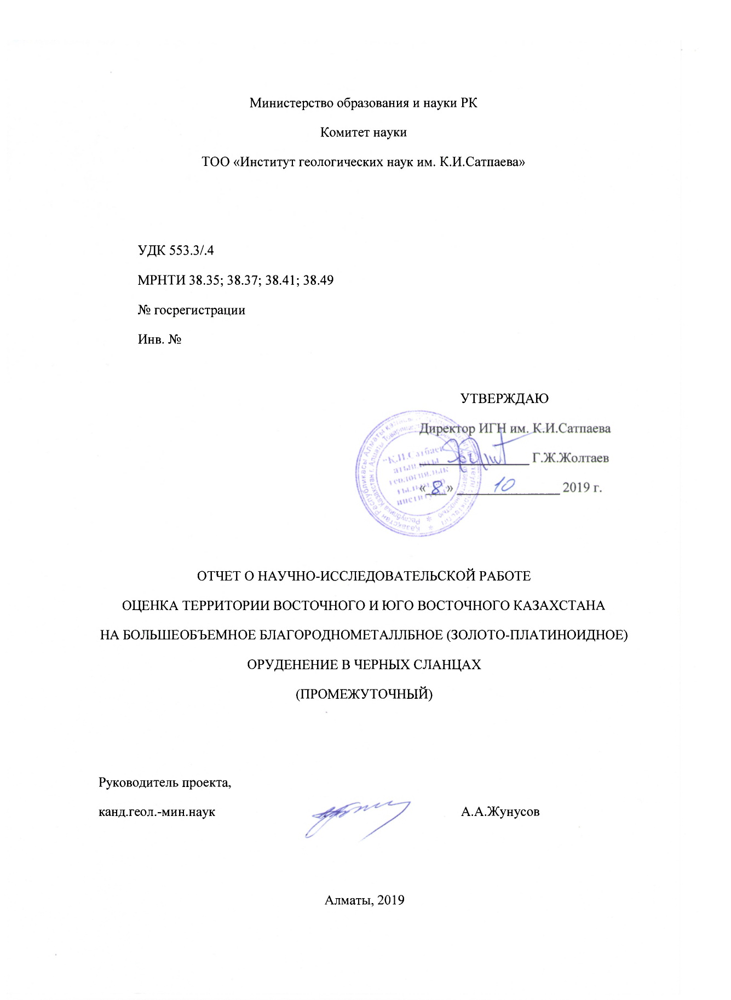 Министерство образования и науки РК
Комитет науки
ТОО «Институт геологических наук им. К.И.Сатпаева»
УДК 553.3/.4
МРНТИ 38.35; 38.37; 38.41; 38.49
№ госрегистрации
Инв. №
УТВЕРЖДАЮ
Директор ИГН им. К.И.Сатпаева
Г.Ж.Жолтаев
« 8 » 10 2019 г.
"К.И.Сәтбаев
атындағы
геологиялық
ғылымдар
институты"
ОТЧЕТ О НАУЧНО-ИССЛЕДОВАТЕЛЬСКОЙ РАБОТЕ
ОЦЕНКА ТЕРРИТОРИИ ВОСТОЧНОГО И ЮГО ВОСТОЧНОГО КАЗАХСТАНА
НА БОЛЬШЕОБЪЕМНОЕ БЛАГОРОДНОМЕТАЛЛБНОЕ (ЗОЛОТО-ПЛАТИНОИДНОЕ)
ОРУДЕНЕНИЕ В ЧЕРНЫХ СЛАНЦАХ
(ПРОМЕЖУТОЧНЫЙ)
Руководитель проекта,
канд.геол.-мин.наук А.А.Жунусов
Алматы, 2019